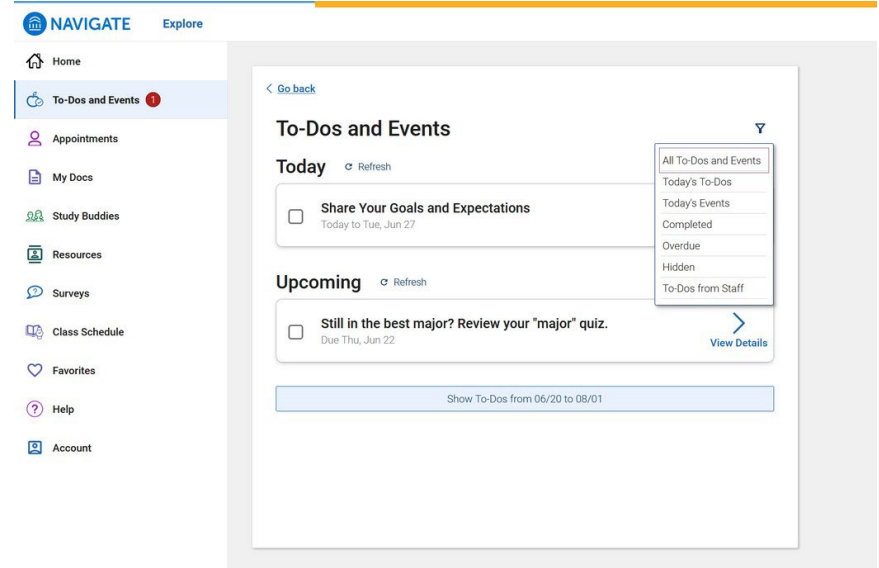 NAVIGATE Explore
Home
To-Dos and Events 1
Appointments
My Docs
Study Buddies
Resources
Surveys
Class Schedule
Favorites
? Help
Account
< Go back
To-Dos and Events
Today Refresh
Share Your Goals and Expectations
Today to Tue, Jun 27
All To-Dos and Events
Today's To-Dos
Today's Events
Completed
Overdue
Hidden
To-Dos from Staff
Upcoming Refresh
Still in the best major? Review your "major" quiz.
Due Thu, Jun 22
View Details
Show To-Dos from 06/20 to 08/01